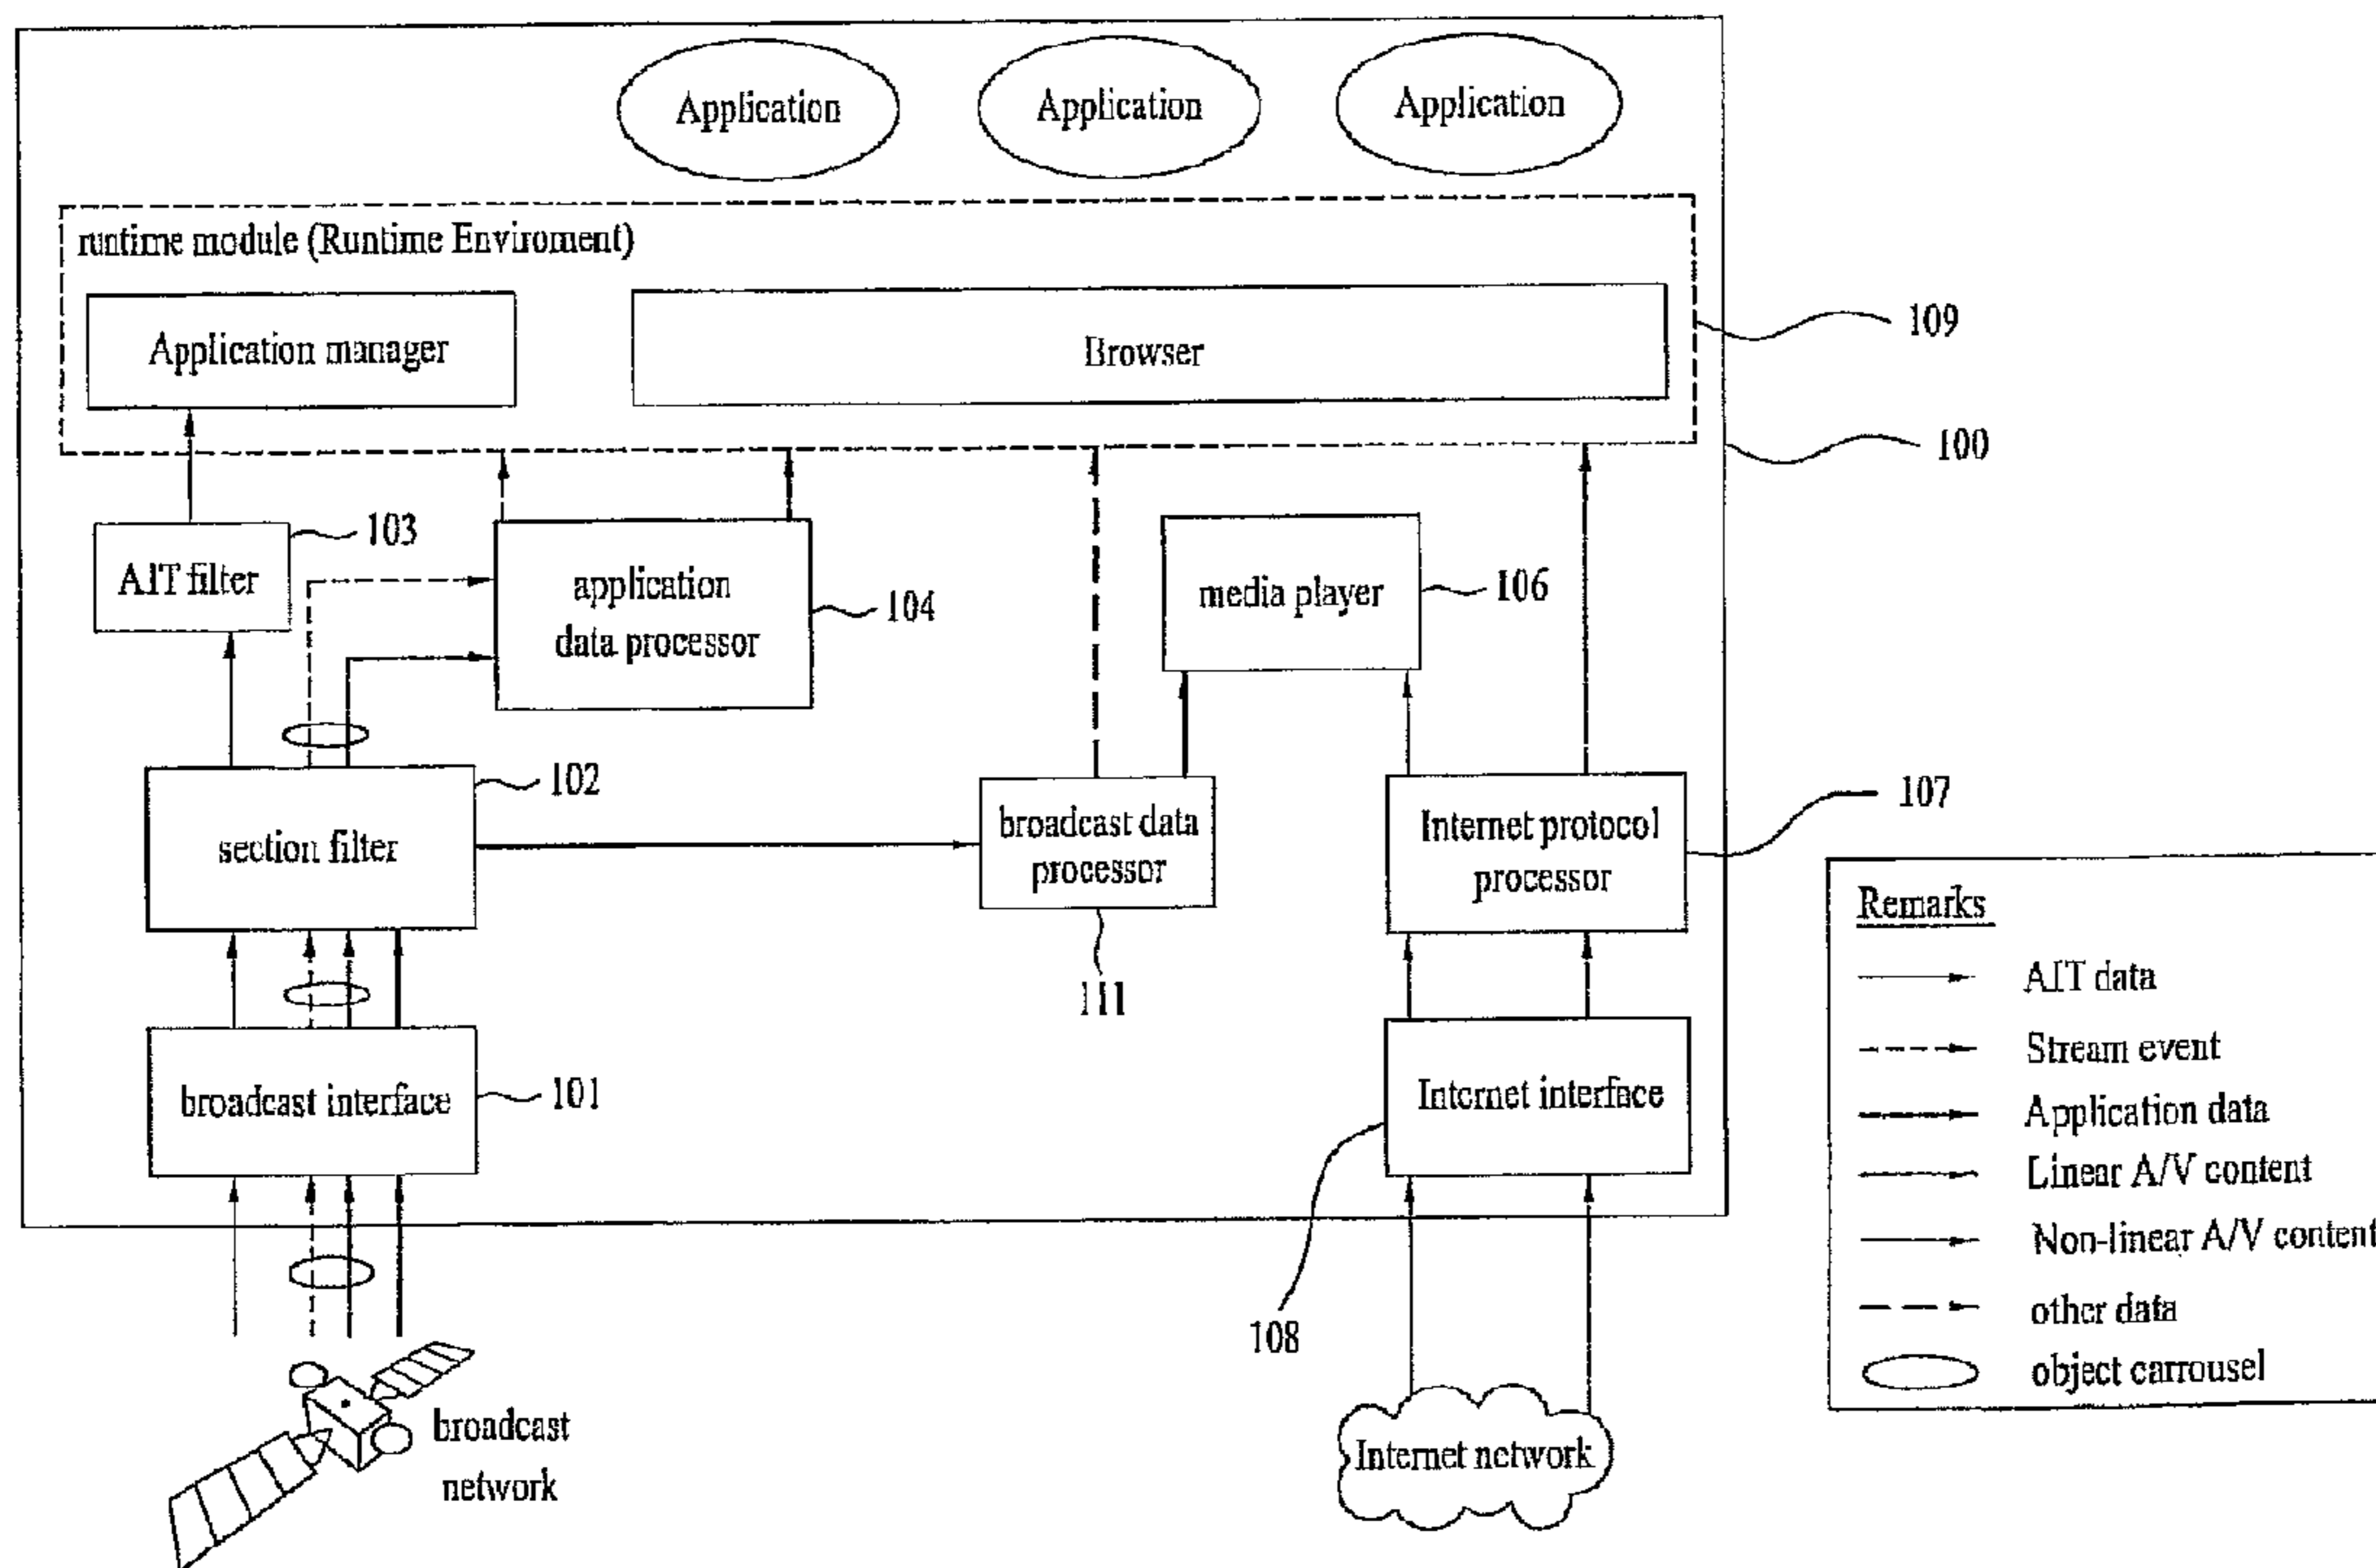 Application
Application
Application
runtime module (Runtime Enviroment)
Application manager
Browser
109
100
103
AIT filter
application
data processor
104
media player
106
102
section filter
broadcast data
processor
111
Internet protocol
processor
107
broadcast interface
101
Internet interface
108
Remarks
AIT data
Stream event
Application data
Linear A/V content
Non-linear A/V content
other data
object carrousel
broadcast
network
Internet network